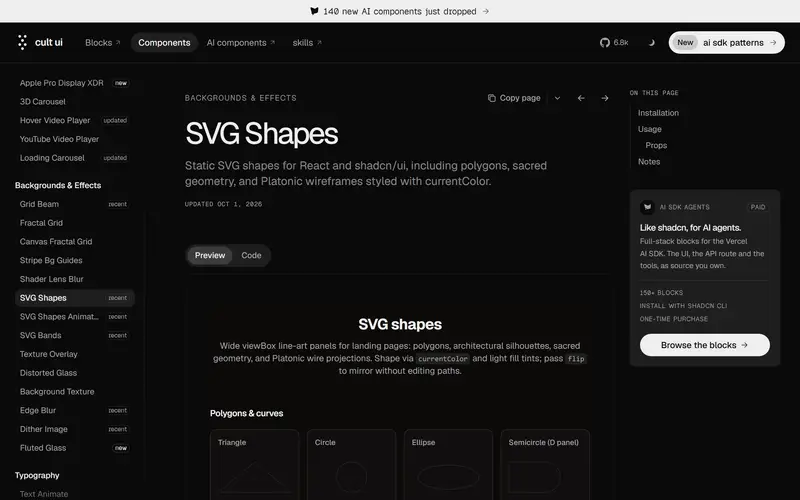 140 new AI components just dropped →
cult ui
Blocks ↗
Components
AI components ↗
skills ↗
6.8k
New ai sdk patterns →
Apple Pro Display XDR new
3D Carousel
Hover Video Player updated
YouTube Video Player
Loading Carousel updated
Backgrounds & Effects
Grid Beam recent
Fractal Grid
Canvas Fractal Grid
Stripe Bg Guides
Shader Lens Blur
SVG Shapes recent
SVG Shapes Animat... recent
SVG Bands recent
Texture Overlay
Distorted Glass
Background Texture
Edge Blur recent
Dither Image recent
Fluted Glass new
Typography
Text Animate
BACKGROUNDS & EFFECTS
Copy page
SVG Shapes
Static SVG shapes for React and shadcn/ui, including polygons, sacred
geometry, and Platonic wireframes styled with currentColor.
UPDATED OCT 1, 2026
Preview
Code
SVG shapes
Wide viewBox line-art panels for landing pages: polygons, architectural silhouettes, sacred
geometry, and Platonic wire projections. Shape via currentColor and light fill tints; pass flip
to mirror without editing paths.
Polygons & curves
Triangle
Circle
Ellipse
Semicircle (D panel)
ON THIS PAGE
Installation
Usage
Props
Notes
AI SDK AGENTS PAID
Like shadcn, for AI agents.
Full-stack blocks for the Vercel
AI SDK. The UI, the API route and the
tools, as source you own.
150+ BLOCKS
INSTALL WITH SHADCN CLI
ONE-TIME PURCHASE
Browse the blocks →